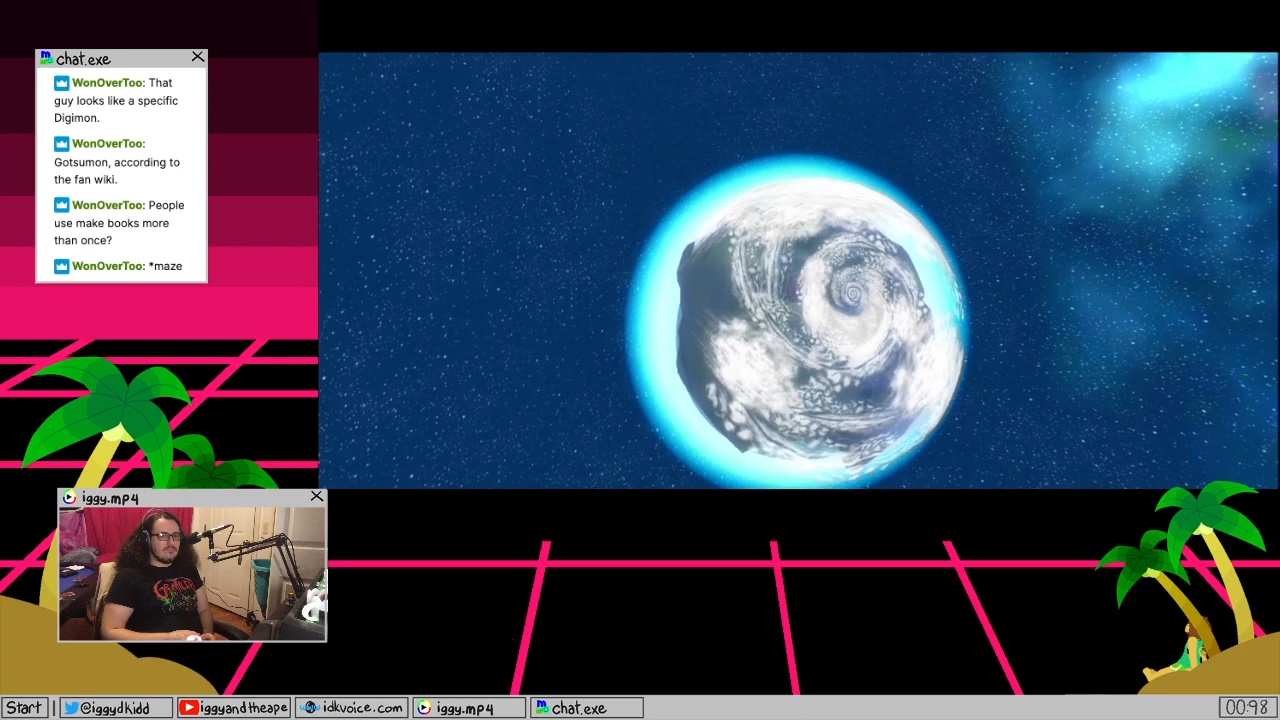 chat.exe
WonOverToo: That
guy looks like a specific
Digimon.
WonOverToo:
Gotsumon, according to
the fan wiki.
WonOverToo: People
use make books more
than once?
WonOverToo: *maze
iggy.mp4
Start | @iggydkidd iggyandtheape idkvoice.com iggy.mp4 chat.exe 00:98